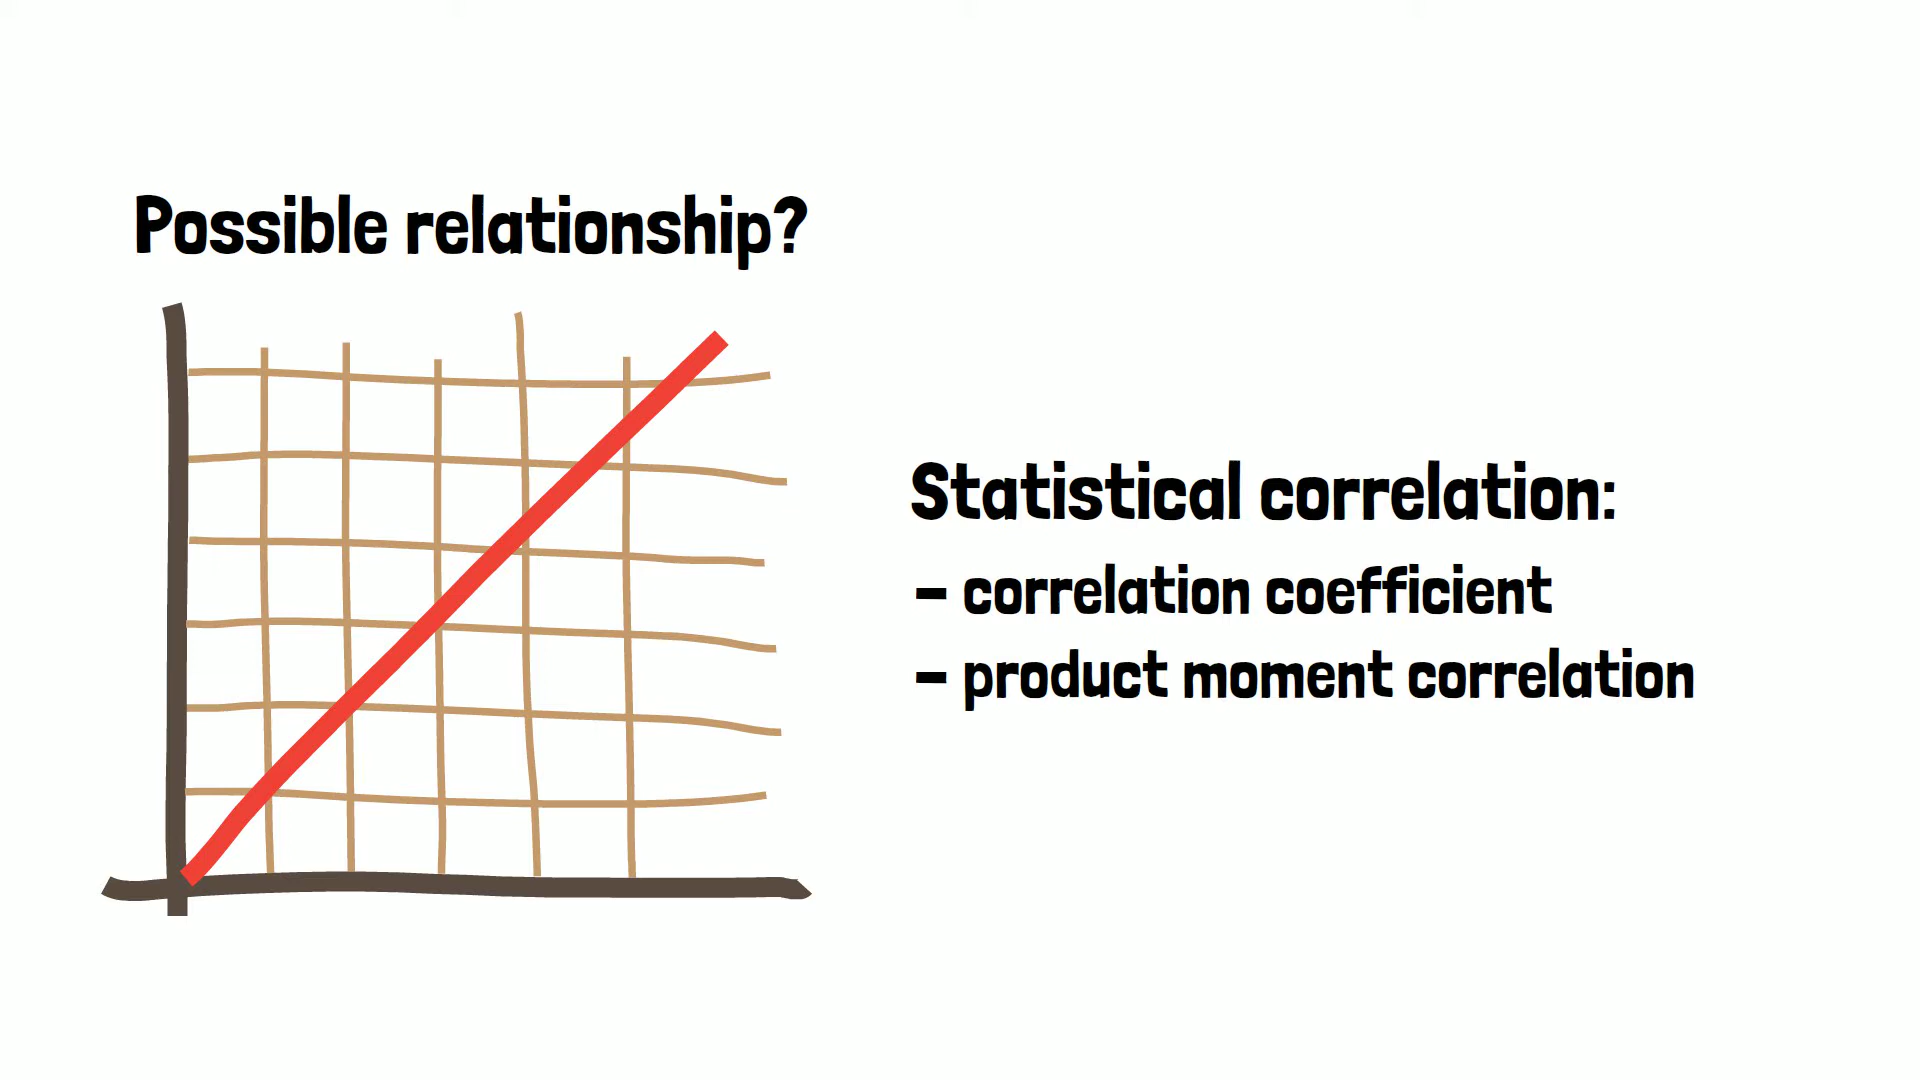 Possible relationship?
Statistical correlation:
- correlation coefficient
- product moment correlation